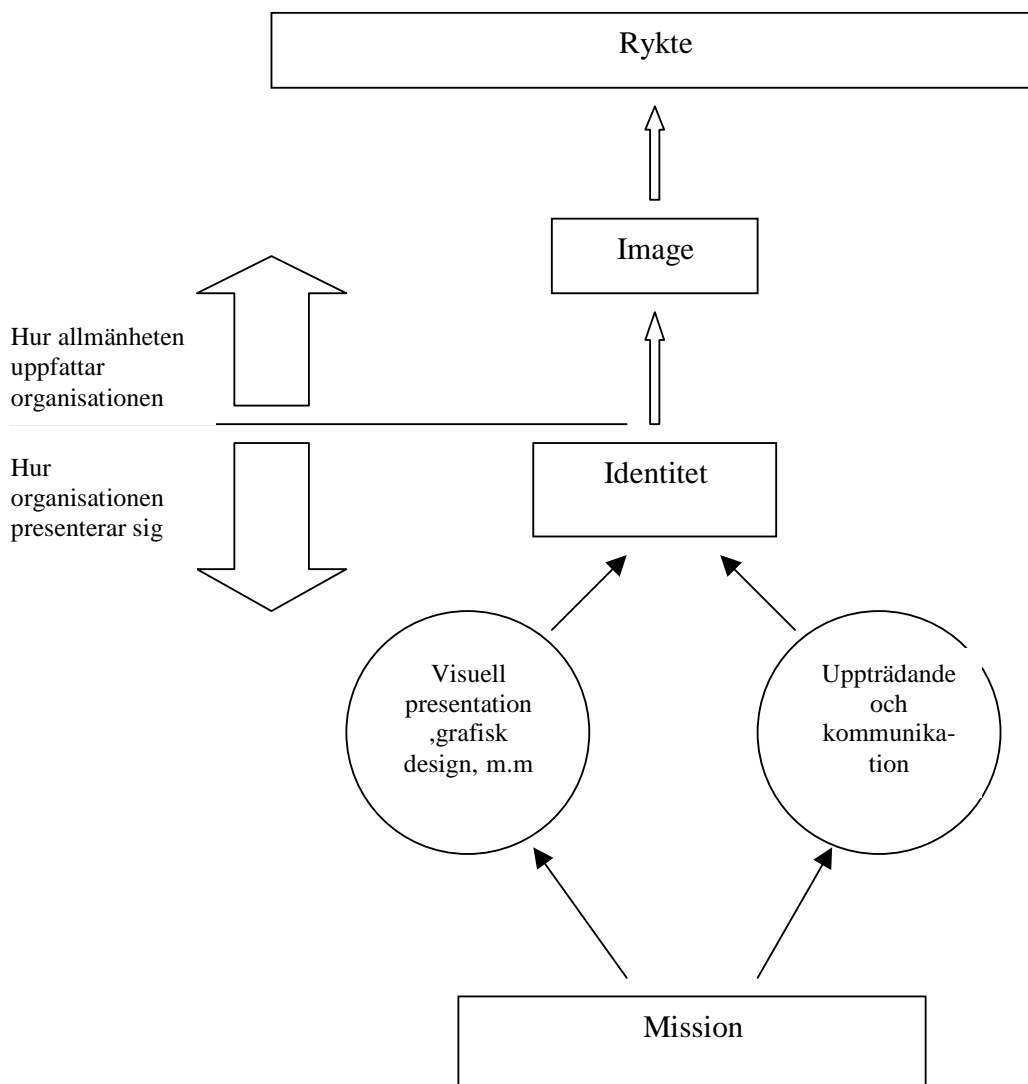 Rykte
Image
Hur allmänheten
uppfattar
organisationen
Hur
organisationen
presenterar sig
Identitet
Visuell
presentation
,grafisk
design, m.m
Uppträdande
och
kommunika-
tion
Mission